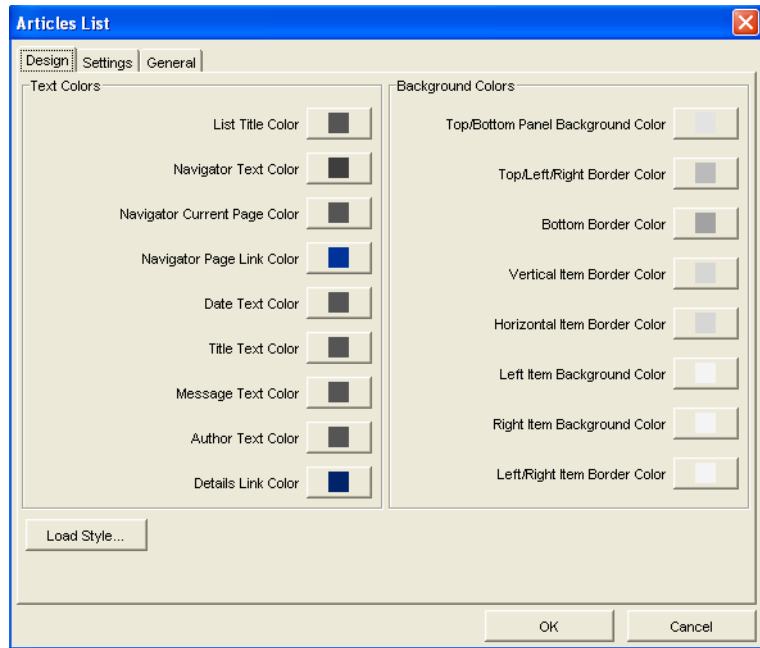 Articles List
Design Settings General
Text Colors
List Title Color
Navigator Text Color
Navigator Current Page Color
Navigator Page Link Color
Date Text Color
Title Text Color
Message Text Color
Author Text Color
Details Link Color
Background Colors
Top/Bottom Panel Background Color
Top/Left/Right Border Color
Bottom Border Color
Vertical Item Border Color
Horizontal Item Border Color
Left Item Background Color
Right Item Background Color
Left/Right Item Border Color
Load Style...
OK Cancel